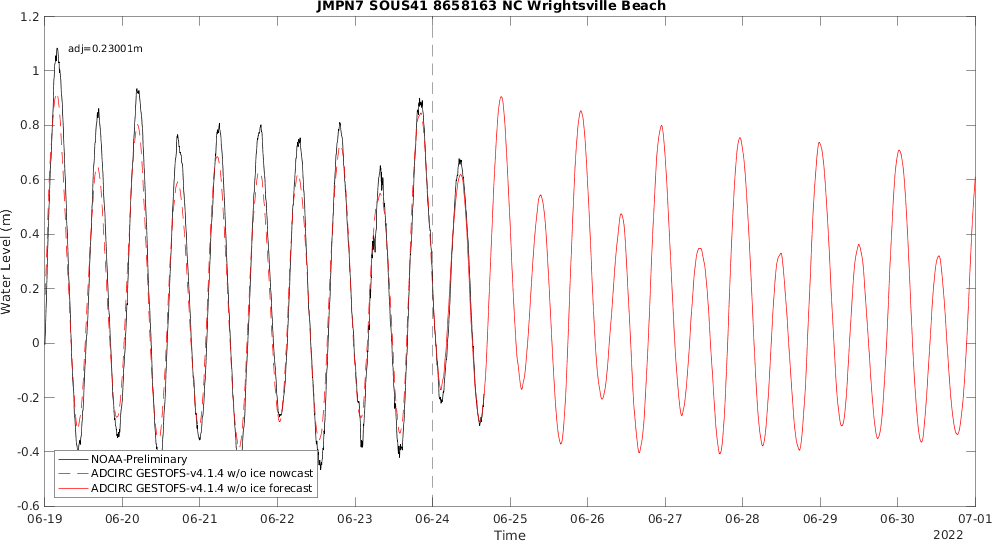 JMPN7 SOUS41 8658163 NC Wrightsville Beach
adj=0.23001m
1.2
1
0.8
0.6
0.4
0.2
0
-0.2
-0.4
-0.6
Water Level (m)
NOAA-Preliminary
ADCIRC GESTOFS-v4.1.4 w/o ice nowcast
ADCIRC GESTOFS-v4.1.4 w/o ice forecast
06-19 06-20 06-21 06-22 06-23 06-24 06-25 06-26 06-27 06-28 06-29 06-30 07-01
Time
2022